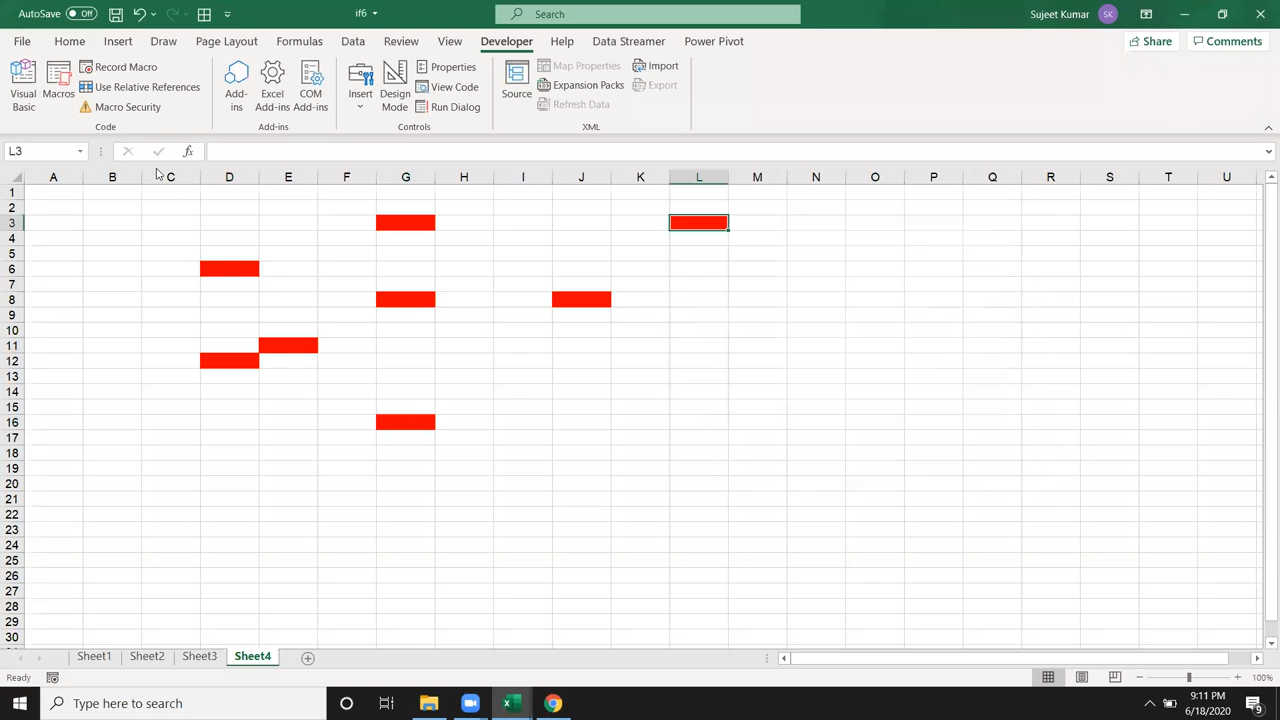 AutoSave Off if6 Search Sujeet Kumar SK
File Home Insert Draw Page Layout Formulas Data Review View Developer Help Data Streamer Power Pivot Share Comments
Visual Basic
Macros
Record Macro
Use Relative References
Macro Security
Code
Add-ins
Excel Add-ins
COM Add-ins
Add-ins
Insert
Design Mode
Properties
View Code
Run Dialog
Controls
Source
Map Properties
Expansion Packs
Refresh Data
Import
Export
XML
L3 fx
A B C D E F G H I J K L M N O P Q R S T U
1
2
3
4
5
6
7
8
9
10
11
12
13
14
15
16
17
18
19
20
21
22
23
24
25
26
27
28
29
30
Sheet1 Sheet2 Sheet3 Sheet4
Ready 100%
Type here to search
9:11 PM
6/18/2020
9